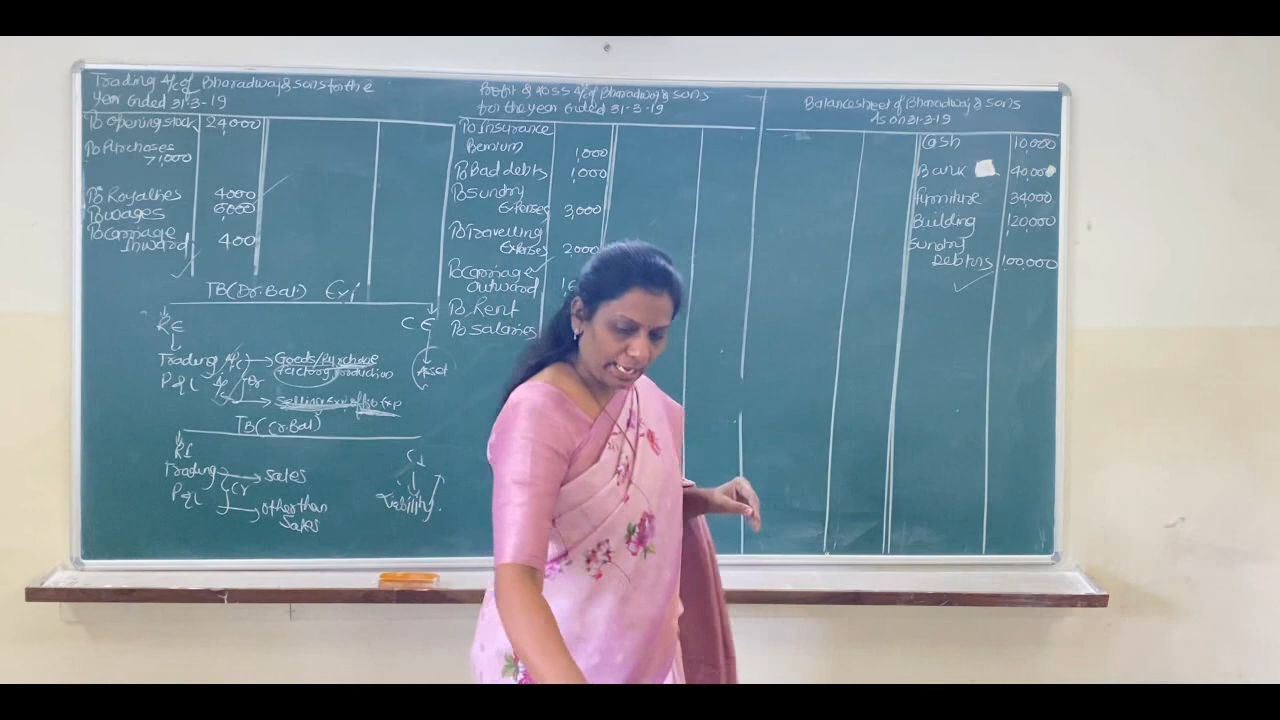 Trading A/c of Bharadwaj & Sons for the
Year Ended 31-3-19
To Opening stock 24000
To Purchases
71,000
To Royalties 4000
To wages 6000
To Carriage
Inward 400
TB (Dr. Bal)
RE CE
Trading A/c Goods/Purchase
factory production
P&L A/c Dr
Asset
TB (Cr. Bal)
RI CI
Trading Sales
P&L Cr
other than
Sales
Liability
Profit & Loss A/c of Bharadwaj & Sons
for the year Ended 31-3-19
To Insurance
Premium 1,000
To Bad debts 1,000
To Sundry
Expenses 3,000
To Travelling
Expenses 2,000
To Carriage
Outward
To Rent
To Salaries
Balance sheet of Bharadwaj & Sons
As on 31-3-19
Cash 10,000
Bank 40,000
Furniture 34000
Building 120,000
Sundry
Debtors 100,000